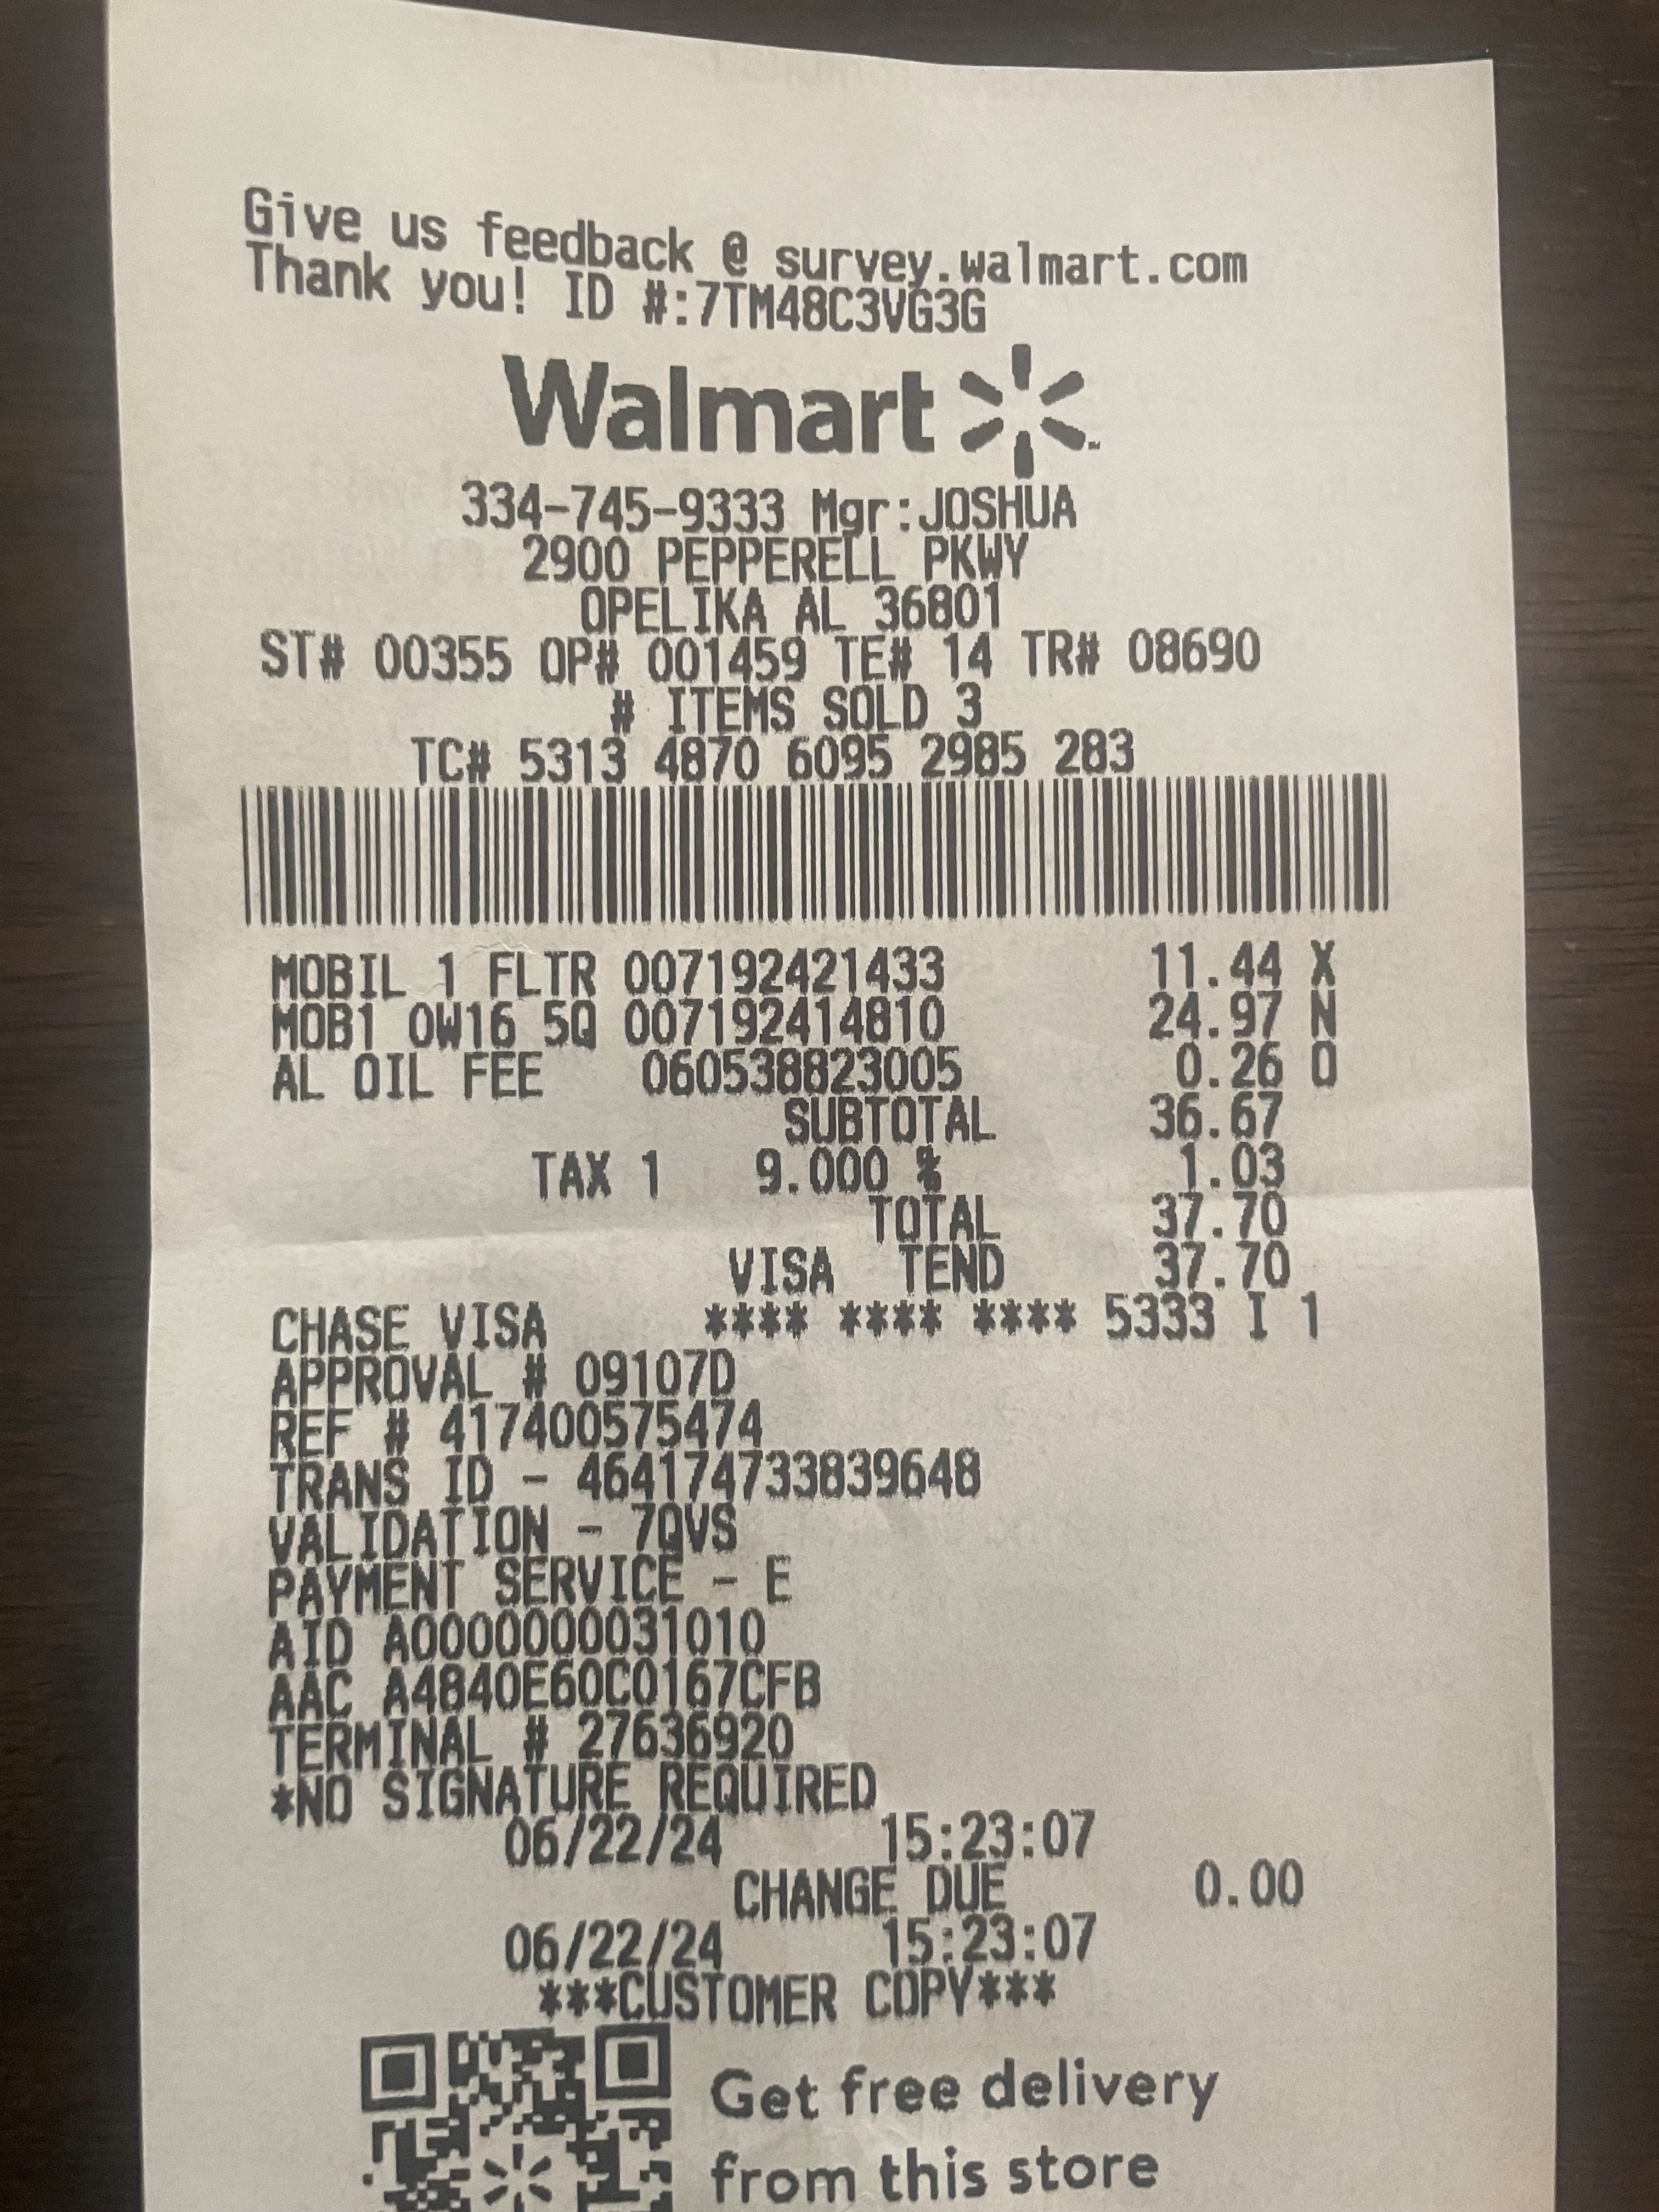 Give us feedback @ survey.walmart.com
Thank you! ID #:7TM48C3VG3G
Walmart
334-745-9333 Mgr:JOSHUA
2900 PEPPERELL PKWY
OPELIKA AL 36801
ST# 00355 OP# 001459 TE# 14 TR# 08690
# ITEMS SOLD 3
TC# 5313 4870 6095 2985 283
MOBIL 1 FLTR 007192421433 11.44 X
MOB1 0W16 5Q 007192414810 24.97 N
AL OIL FEE 060538823005 0.26 O
SUBTOTAL 36.67
TAX 1 9.000 % 1.03
TOTAL 37.70
VISA TEND 37.70
CHASE VISA **** **** **** 5333 I 1
APPROVAL # 09107D
REF # 417400575474
TRANS ID - 464174733839648
VALIDATION - 7QVS
PAYMENT SERVICE - E
AID A0000000031010
AAC A4840E60C0167CFB
TERMINAL # 27636920
*NO SIGNATURE REQUIRED
06/22/24 15:23:07
CHANGE DUE 0.00
06/22/24 15:23:07
***CUSTOMER COPY***
Get free delivery
from this store